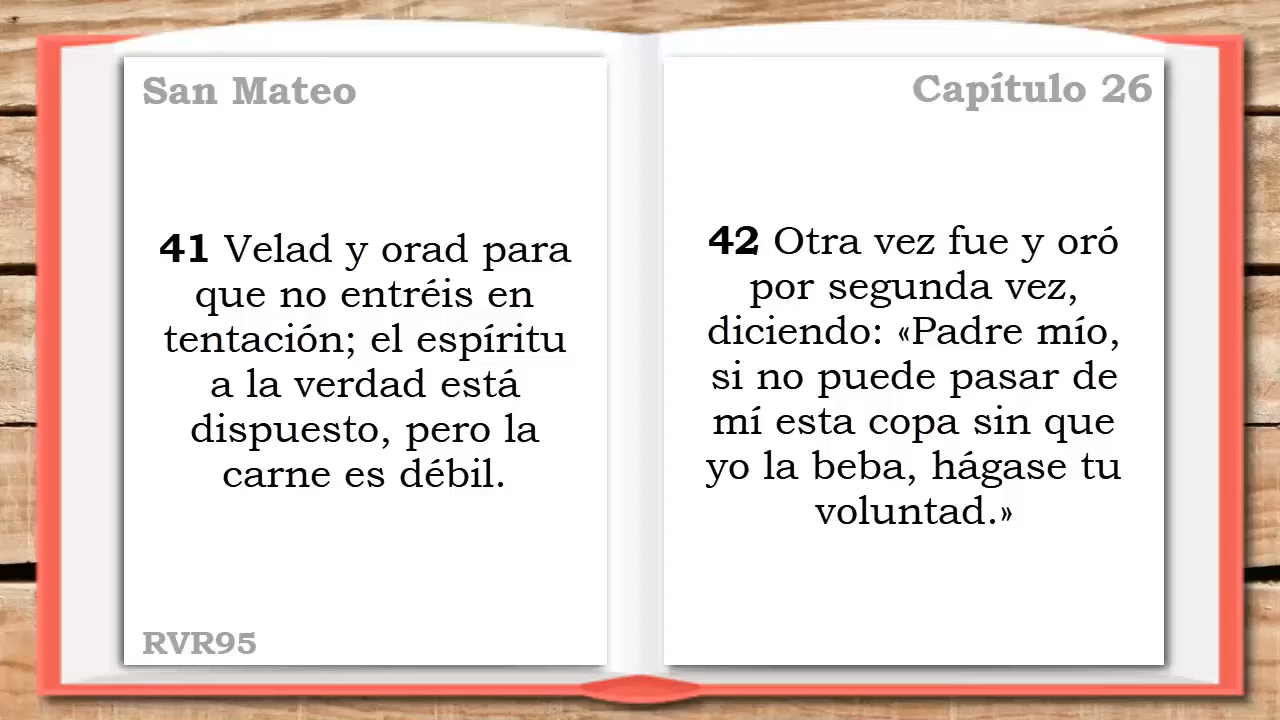 San Mateo
41 Velad y orad para
que no entréis en
tentación; el espíritu
a la verdad está
dispuesto, pero la
carne es débil.
RVR95
Capítulo 26
42 Otra vez fue y oró
por segunda vez,
diciendo: «Padre mío,
si no puede pasar de
mí esta copa sin que
yo la beba, hágase tu
voluntad.»